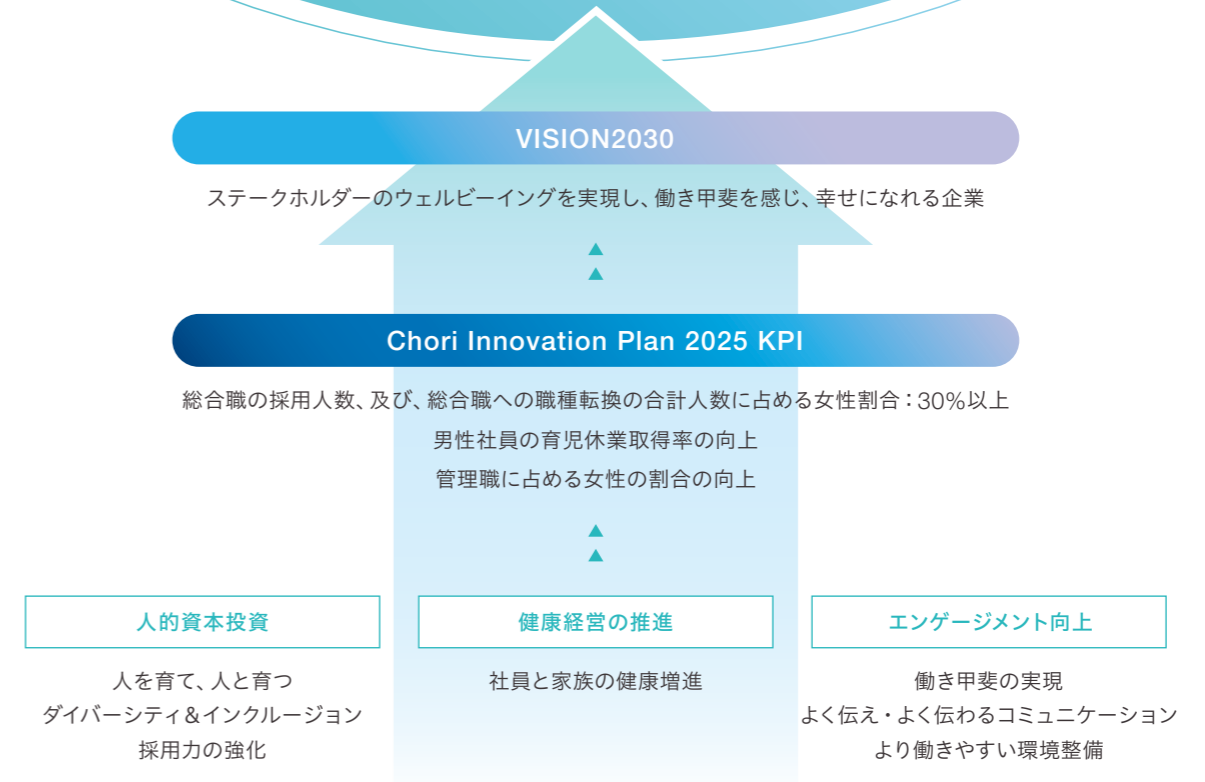 VISION2030
ステークホルダーのウェルビーイングを実現し、働き甲斐を感じ、幸せになれる企業
▲
▲
Chori Innovation Plan 2025 KPI
総合職の採用人数、及び、総合職への職種転換の合計人数に占める女性割合：30%以上
男性社員の育児休業取得率の向上
管理職に占める女性の割合の向上
▲
▲
人的資本投資
人を育て、人と育つ
ダイバーシティ＆インクルージョン
採用力の強化
健康経営の推進
社員と家族の健康増進
エンゲージメント向上
働き甲斐の実現
よく伝え・よく伝わるコミュニケーション
より働きやすい環境整備